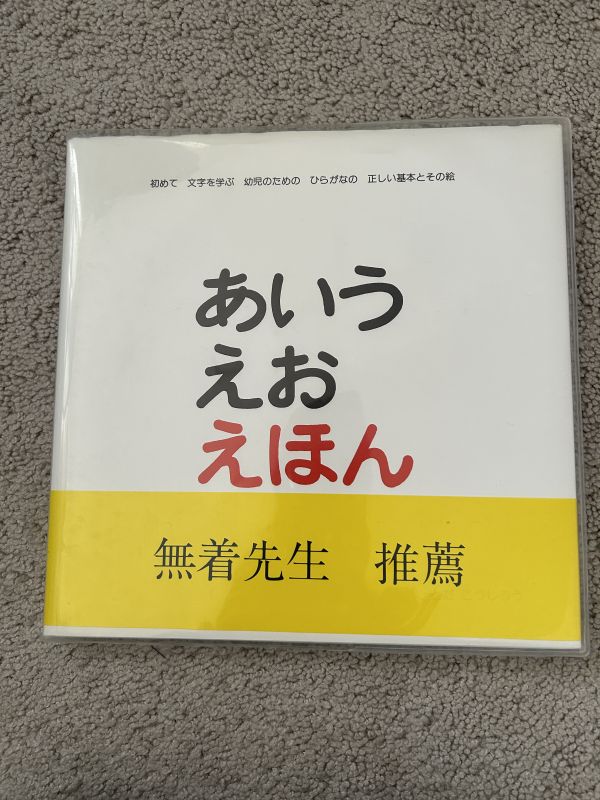 初めて　文字を学ぶ　幼児のための　ひらがなの　正しい基本とその絵
あいう
えお
えほん
無着先生　推薦